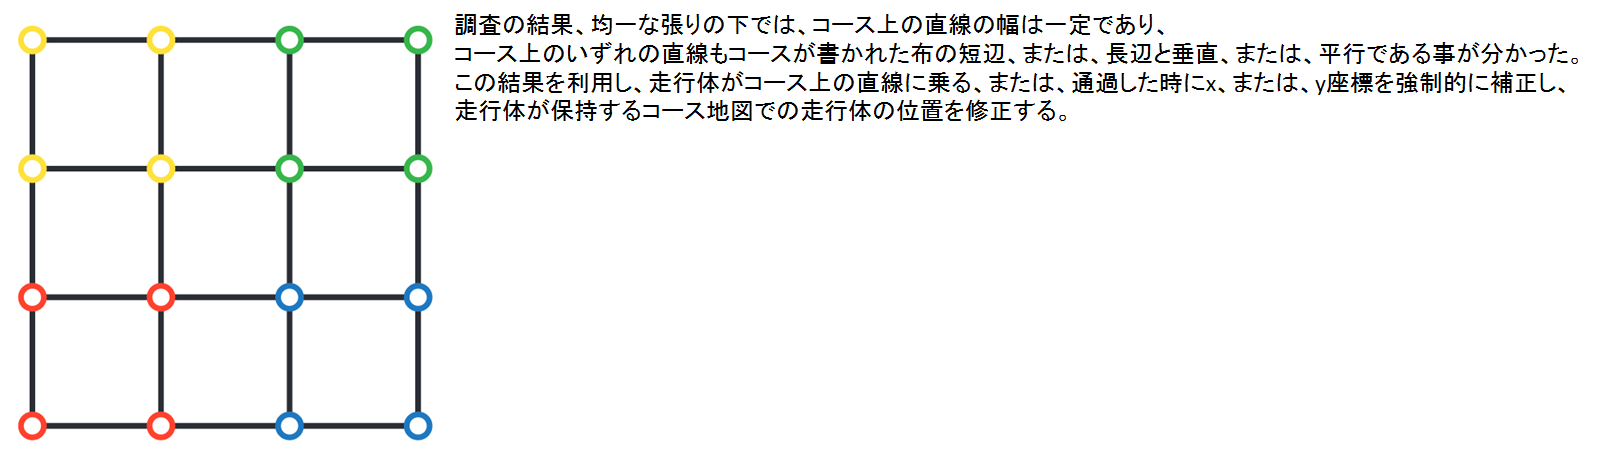 調査の結果、均一な張りの下では、コース上の直線の幅は一定であり、
コース上のいずれの直線もコースが書かれた布の短辺、または、長辺と垂直、または、平行である事が分かった。
この結果を利用し、走行体がコース上の直線に乗る、または、通過した時にx、または、y座標を強制的に補正し、
走行体が保持するコース地図での走行体の位置を修正する。